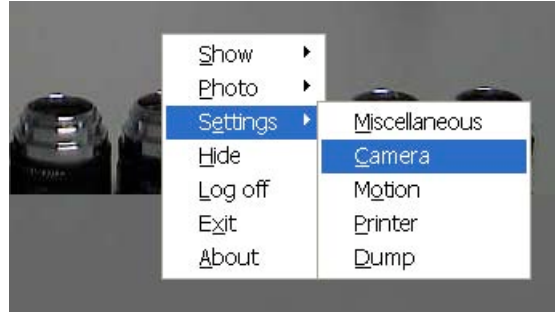 Show
Photo
Settings
Hide
Log off
Exit
About
Miscellaneous
Camera
Motion
Printer
Dump